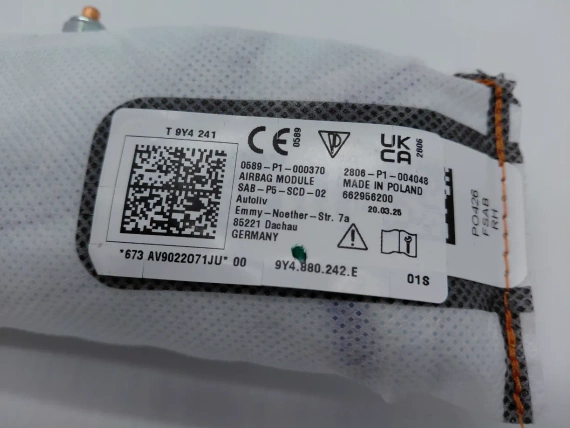 T 9Y4 241
CE 0589
UK CA 2806
0589-P1-000370
AIRBAG MODULE
SAB-P5-SCD-02
Autoliv
Emmy-Noether-Str. 7a
85221 Dachau
GERMANY
2806-P1-004048
MADE IN POLAND
662956200
20.03.25
*673 AV9022O71JU* 00
9Y4.880.242.E
01S
PO426
FSAB
RH